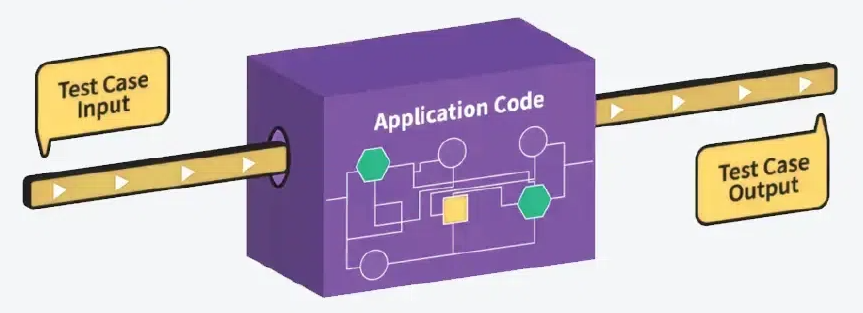 Test Case
Input
Application Code
Test Case
Output